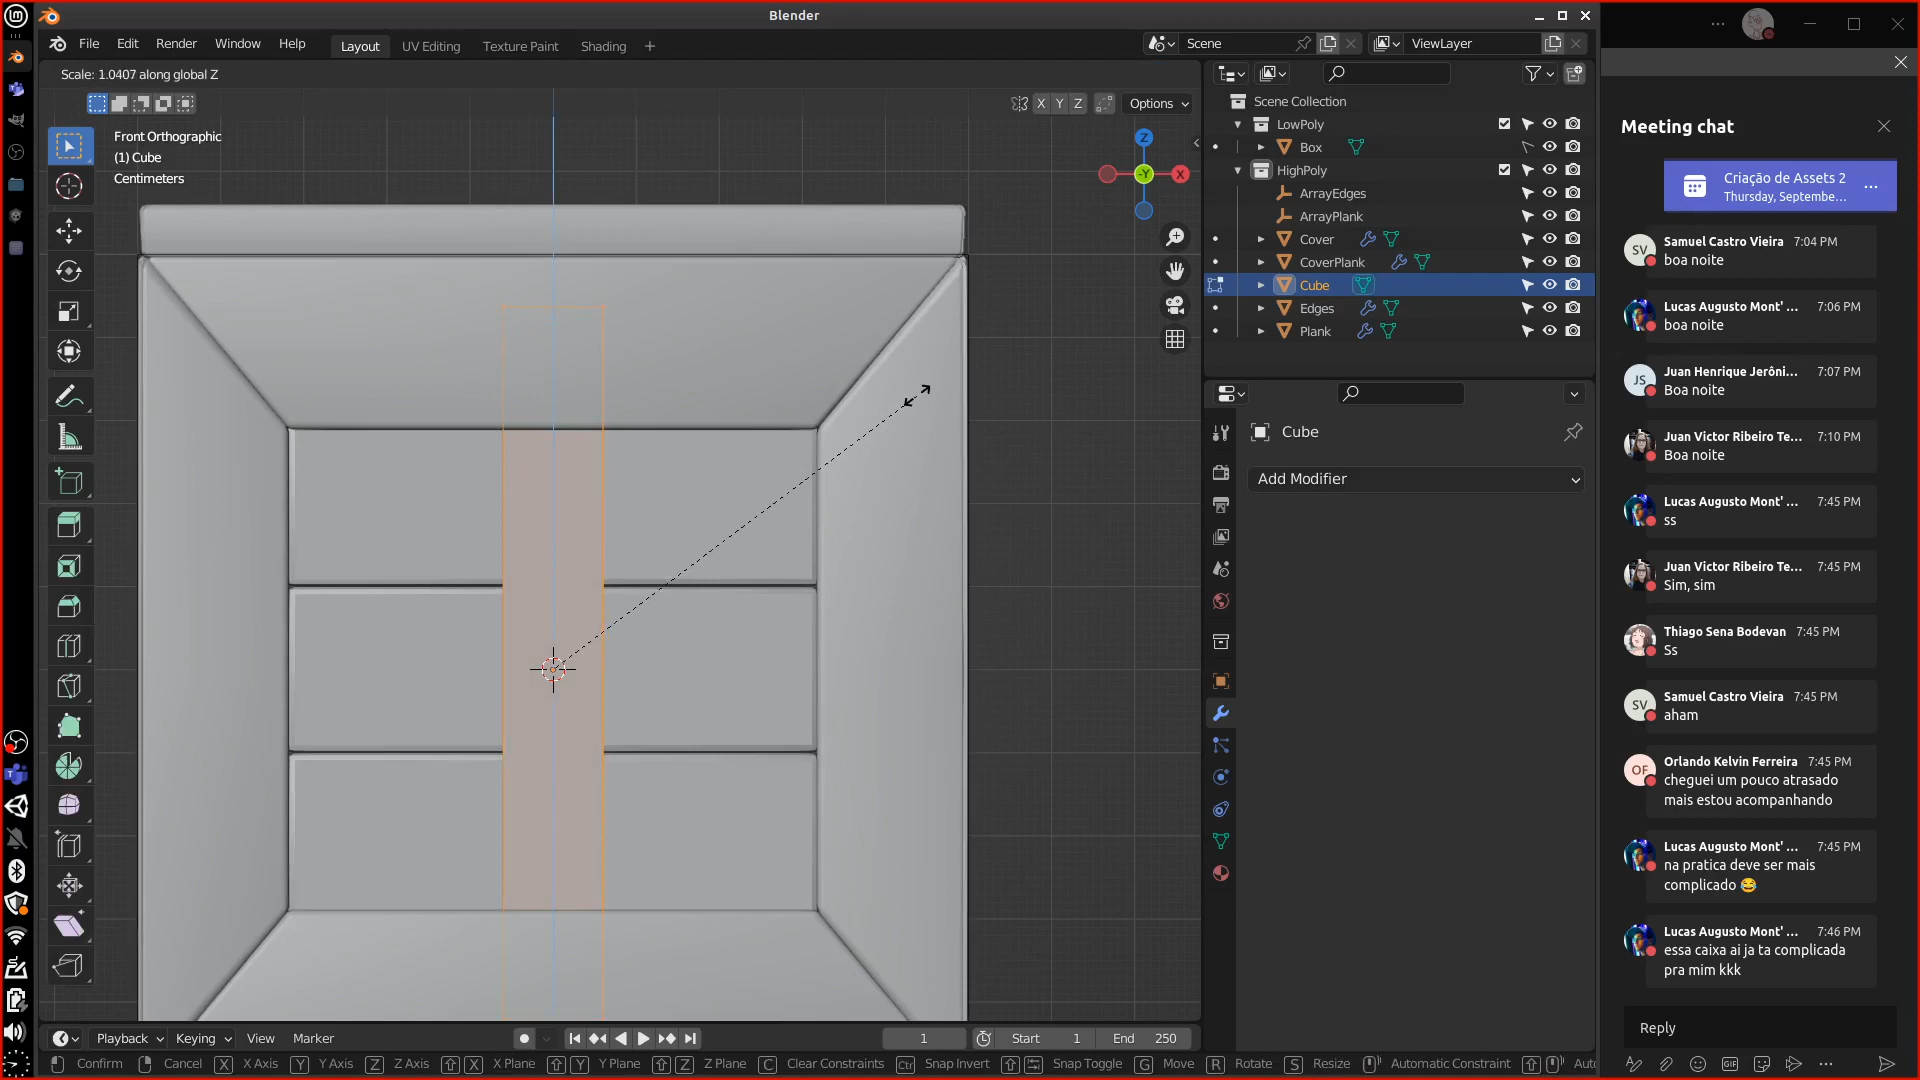 Blender
File Edit Render Window Help
Layout UV Editing Texture Paint Shading +
Scene
ViewLayer
Scale: 1.0407 along global Z
X Y Z
Options
Front Orthographic
(1) Cube
Centimeters
Z
-Y
X
Scene Collection
LowPoly
Box
HighPoly
ArrayEdges
ArrayPlank
Cover
CoverPlank
Cube
Edges
Plank
Cube
Add Modifier
Playback Keying View Marker
1
Start 1
End 250
Confirm Cancel X X Axis Y Y Axis Z Z Axis X X Plane Y Y Plane Z Z Plane C Clear Constraints Ctrl Snap Invert Snap Toggle G Move R Rotate S Resize Automatic Constraint
Meeting chat
Criação de Assets 2
Thursday, Septembe...
SV
Samuel Castro Vieira 7:04 PM
boa noite
Lucas Augusto Mont' ... 7:06 PM
boa noite
JS
Juan Henrique Jerôni... 7:07 PM
Boa noite
Juan Victor Ribeiro Te... 7:10 PM
Boa noite
Lucas Augusto Mont' ... 7:45 PM
ss
Juan Victor Ribeiro Te... 7:45 PM
Sim, sim
Thiago Sena Bodevan 7:45 PM
Ss
SV
Samuel Castro Vieira 7:45 PM
aham
OF
Orlando Kelvin Ferreira 7:45 PM
cheguei um pouco atrasado
mais estou acompanhando
Lucas Augusto Mont' ... 7:45 PM
na pratica deve ser mais
complicado 😂
Lucas Augusto Mont' ... 7:46 PM
essa caixa ai ja ta complicada
pra mim kkk
Reply
GIF